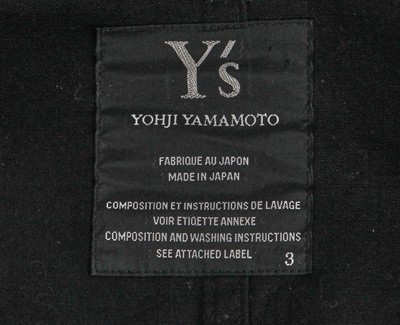 Y's
YOHJI YAMAMOTO
FABRIQUE AU JAPON
MADE IN JAPAN
COMPOSITION ET INSTRUCTIONS DE LAVAGE
VOIR ETIQETTE ANNEXE
COMPOSITION AND WASHING INSTRUCTIONS
SEE ATTACHED LABEL
3